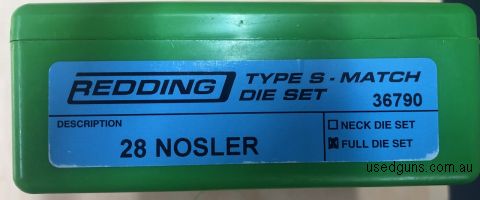 REDDING TYPE S - MATCH
DIE SET 36790
DESCRIPTION
28 NOSLER
☐ NECK DIE SET
☒ FULL DIE SET
usedguns.com.au